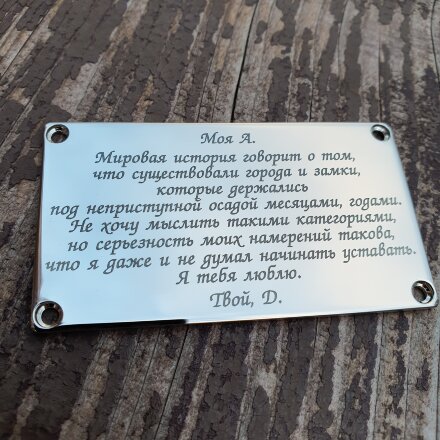 Моя А.
Мировая история говорит о том,
что существовали города и замки,
которые держались
под неприступной осадой месяцами, годами.
Не хочу мыслить такими категориями,
но серьезность моих намерений такова,
что я даже и не думал начинать уставать.
Я тебя люблю.
Твой, D.